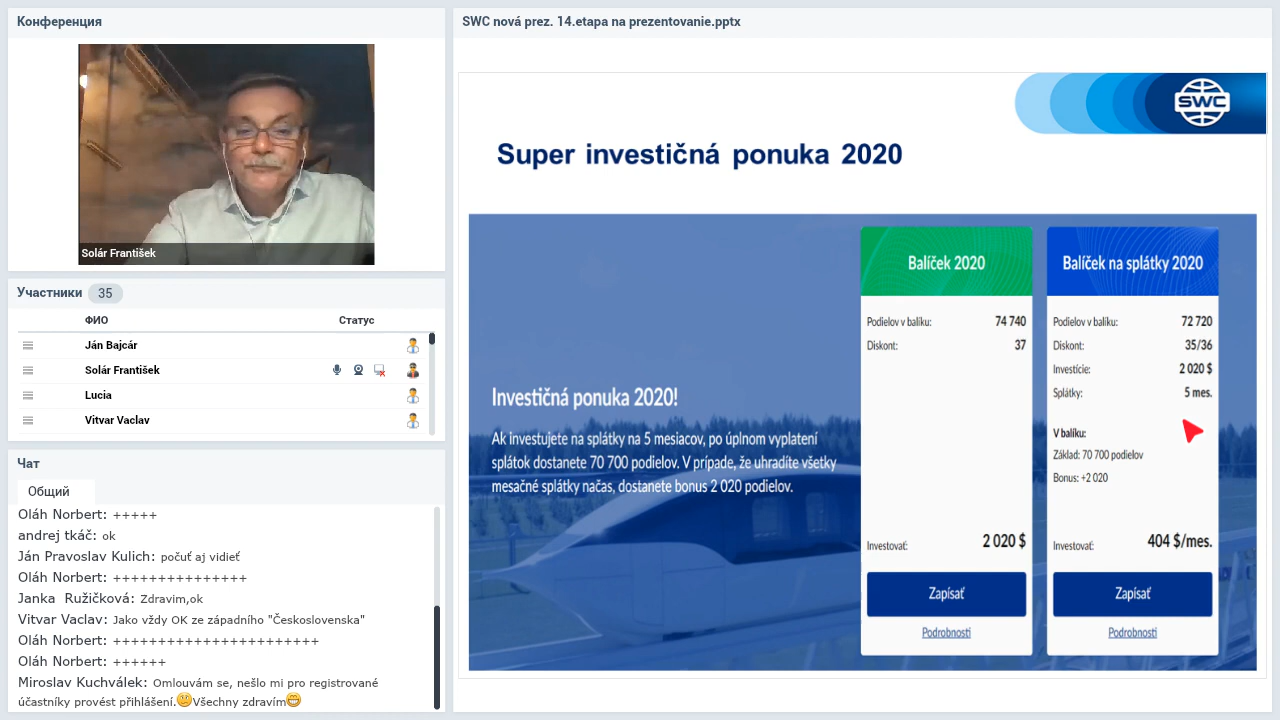 Конференция
Solár František
Участники 35
ФИО Статус
Ján Bajcár
Solár František
Lucia
Vitvar Vaclav
Чат
Общий
Oláh Norbert: +++++
andrej tkáč: ok
Ján Pravoslav Kulich: počuť aj vidieť
Oláh Norbert: +++++++++++++++
Janka Ružičková: Zdravim,ok
Vitvar Vaclav: Jako vždy OK ze západního "Československa"
Oláh Norbert: +++++++++++++++++++++++
Oláh Norbert: ++++++
Miroslav Kuchválek: Omlouvám se, nešlo mi pro registrované
účastníky provést přihlášení. Všechny zdravím
SWC nová prez. 14.etapa na prezentovanie.pptx
SWC
Super investičná ponuka 2020
Investičná ponuka 2020!
Ak investujete na splátky na 5 mesiacov, po úplnom vyplatení
splátok dostanete 70 700 podielov. V prípade, že uhradíte všetky
mesačné splátky načas, dostanete bonus 2 020 podielov.
Balíček 2020
Podielov v balíku: 74 740
Diskont: 37
Investovať: 2 020 $
Zapísať
Podrobnosti
Balíček na splátky 2020
Podielov v balíku: 72 720
Diskont: 35/36
Investície: 2 020 $
Splátky: 5 mes.
V balíku:
Základ: 70 700 podielov
Bonus: +2 020
Investovať: 404 $/mes.
Zapísať
Podrobnosti